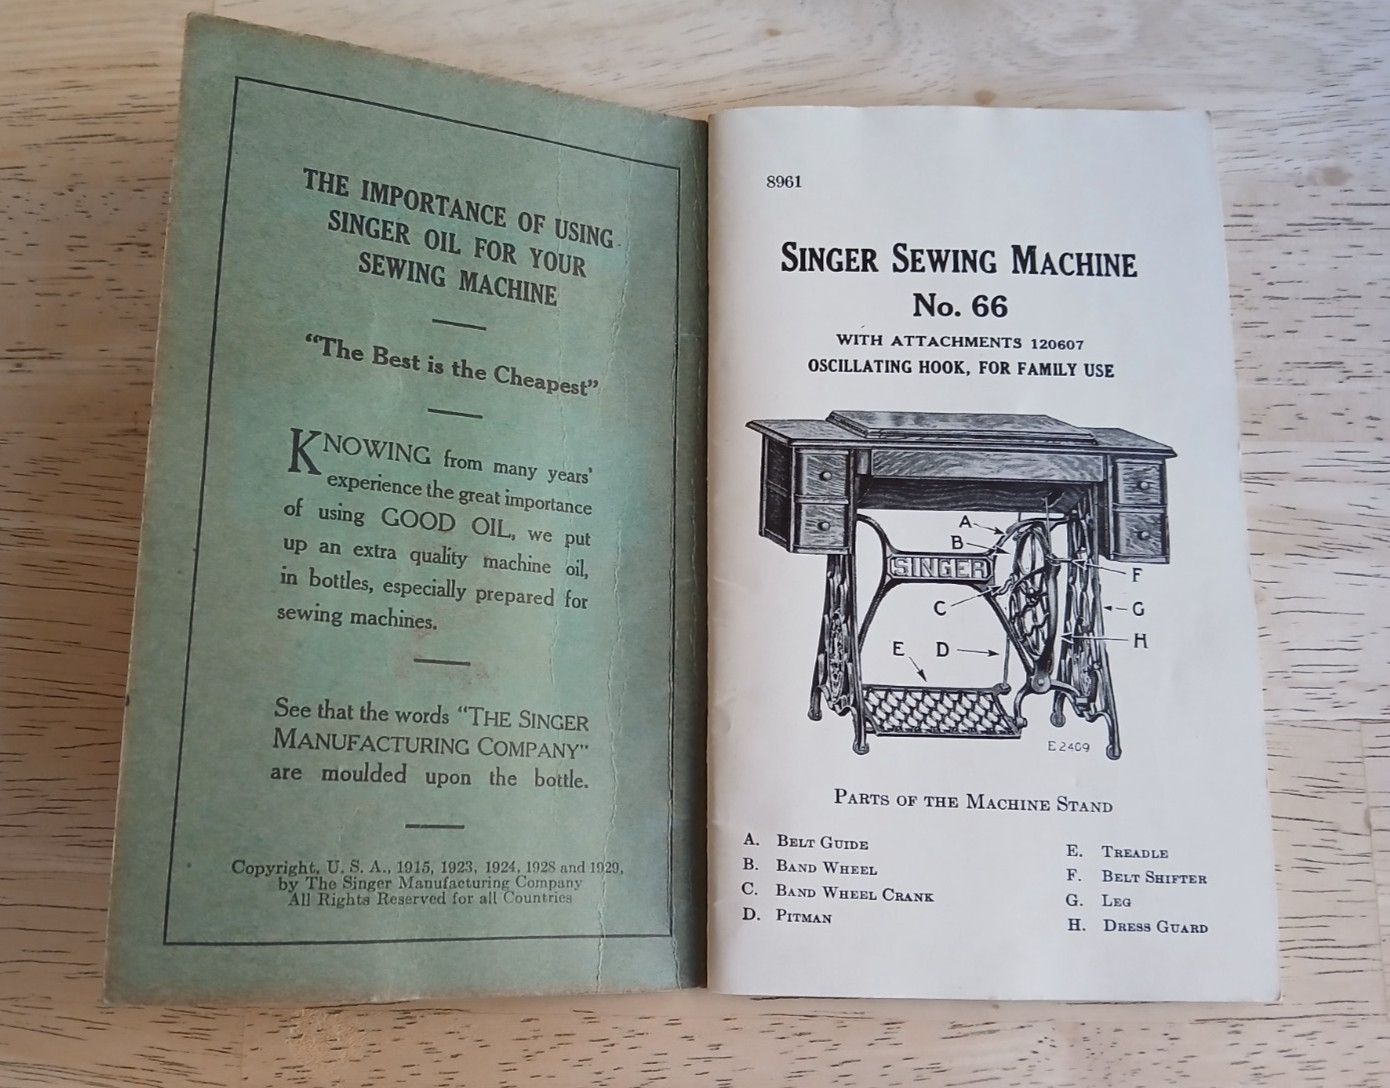 THE IMPORTANCE OF USING
SINGER OIL FOR YOUR
SEWING MACHINE
“The Best is the Cheapest”
KNOWING from many years'
experience the great importance
of using GOOD OIL, we put
up an extra quality machine oil,
in bottles, especially prepared for
sewing machines.
See that the words “THE SINGER
MANUFACTURING COMPANY”
are moulded upon the bottle.
Copyright, U. S. A., 1915, 1923, 1924, 1928 and 1929,
by The Singer Manufacturing Company
All Rights Reserved for all Countries
8961
SINGER SEWING MACHINE
No. 66
WITH ATTACHMENTS 120607
OSCILLATING HOOK, FOR FAMILY USE
A
B
SINGER
F
C
G
H
E D
E 2409
PARTS OF THE MACHINE STAND
A. BELT GUIDE
B. BAND WHEEL
C. BAND WHEEL CRANK
D. PITMAN
E. TREADLE
F. BELT SHIFTER
G. LEG
H. DRESS GUARD